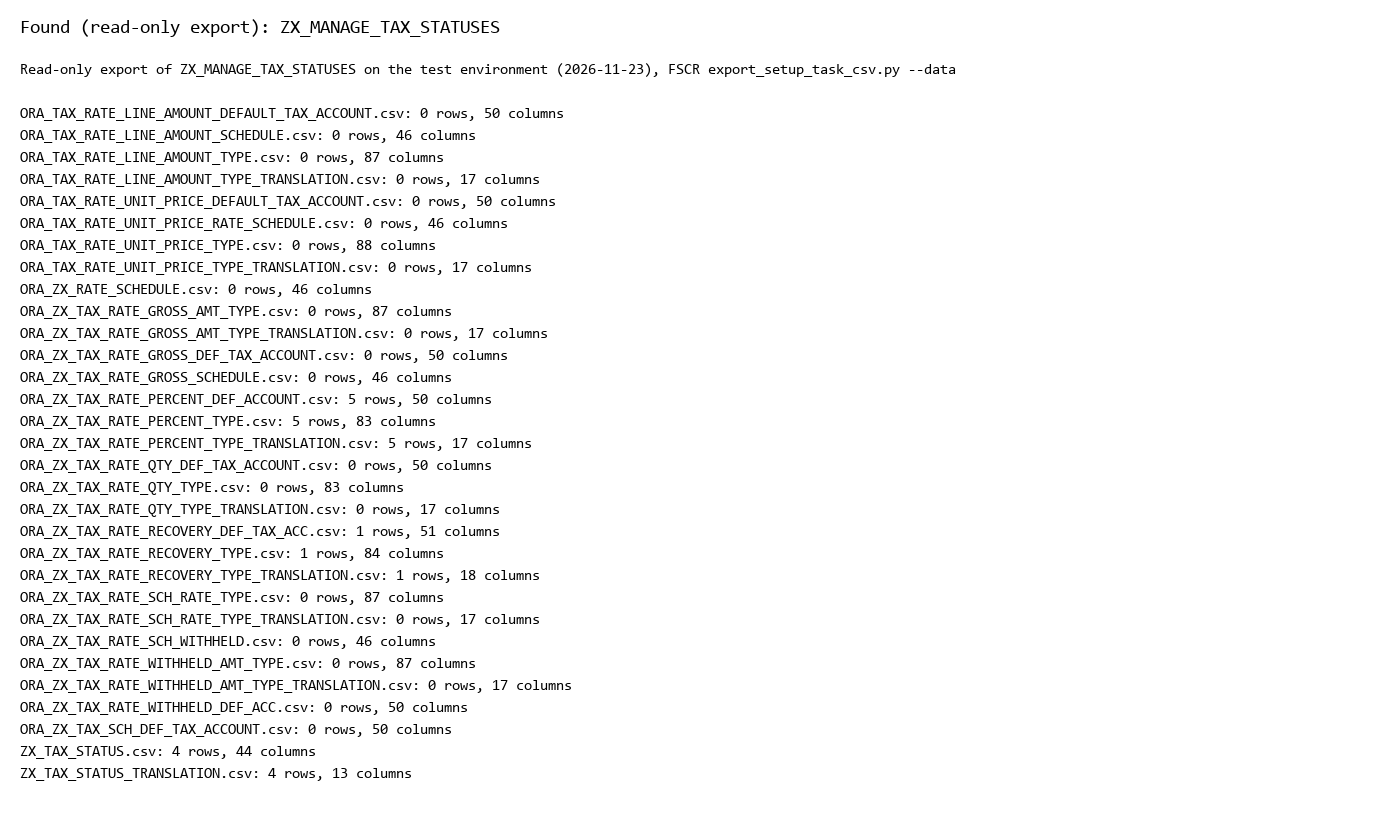 Found (read-only export): ZX_MANAGE_TAX_STATUSES
Read-only export of ZX_MANAGE_TAX_STATUSES on the test environment (2026-11-23), FSCR export_setup_task_csv.py --data
ORA_TAX_RATE_LINE_AMOUNT_DEFAULT_TAX_ACCOUNT.csv: 0 rows, 50 columns
ORA_TAX_RATE_LINE_AMOUNT_SCHEDULE.csv: 0 rows, 46 columns
ORA_TAX_RATE_LINE_AMOUNT_TYPE.csv: 0 rows, 87 columns
ORA_TAX_RATE_LINE_AMOUNT_TYPE_TRANSLATION.csv: 0 rows, 17 columns
ORA_TAX_RATE_UNIT_PRICE_DEFAULT_TAX_ACCOUNT.csv: 0 rows, 50 columns
ORA_TAX_RATE_UNIT_PRICE_RATE_SCHEDULE.csv: 0 rows, 46 columns
ORA_TAX_RATE_UNIT_PRICE_TYPE.csv: 0 rows, 88 columns
ORA_TAX_RATE_UNIT_PRICE_TYPE_TRANSLATION.csv: 0 rows, 17 columns
ORA_ZX_RATE_SCHEDULE.csv: 0 rows, 46 columns
ORA_ZX_TAX_RATE_GROSS_AMT_TYPE.csv: 0 rows, 87 columns
ORA_ZX_TAX_RATE_GROSS_AMT_TYPE_TRANSLATION.csv: 0 rows, 17 columns
ORA_ZX_TAX_RATE_GROSS_DEF_TAX_ACCOUNT.csv: 0 rows, 50 columns
ORA_ZX_TAX_RATE_GROSS_SCHEDULE.csv: 0 rows, 46 columns
ORA_ZX_TAX_RATE_PERCENT_DEF_ACCOUNT.csv: 5 rows, 50 columns
ORA_ZX_TAX_RATE_PERCENT_TYPE.csv: 5 rows, 83 columns
ORA_ZX_TAX_RATE_PERCENT_TYPE_TRANSLATION.csv: 5 rows, 17 columns
ORA_ZX_TAX_RATE_QTY_DEF_TAX_ACCOUNT.csv: 0 rows, 50 columns
ORA_ZX_TAX_RATE_QTY_TYPE.csv: 0 rows, 83 columns
ORA_ZX_TAX_RATE_QTY_TYPE_TRANSLATION.csv: 0 rows, 17 columns
ORA_ZX_TAX_RATE_RECOVERY_DEF_TAX_ACC.csv: 1 rows, 51 columns
ORA_ZX_TAX_RATE_RECOVERY_TYPE.csv: 1 rows, 84 columns
ORA_ZX_TAX_RATE_RECOVERY_TYPE_TRANSLATION.csv: 1 rows, 18 columns
ORA_ZX_TAX_RATE_SCH_RATE_TYPE.csv: 0 rows, 87 columns
ORA_ZX_TAX_RATE_SCH_RATE_TYPE_TRANSLATION.csv: 0 rows, 17 columns
ORA_ZX_TAX_RATE_SCH_WITHHELD.csv: 0 rows, 46 columns
ORA_ZX_TAX_RATE_WITHHELD_AMT_TYPE.csv: 0 rows, 87 columns
ORA_ZX_TAX_RATE_WITHHELD_AMT_TYPE_TRANSLATION.csv: 0 rows, 17 columns
ORA_ZX_TAX_RATE_WITHHELD_DEF_ACC.csv: 0 rows, 50 columns
ORA_ZX_TAX_SCH_DEF_TAX_ACCOUNT.csv: 0 rows, 50 columns
ZX_TAX_STATUS.csv: 4 rows, 44 columns
ZX_TAX_STATUS_TRANSLATION.csv: 4 rows, 13 columns